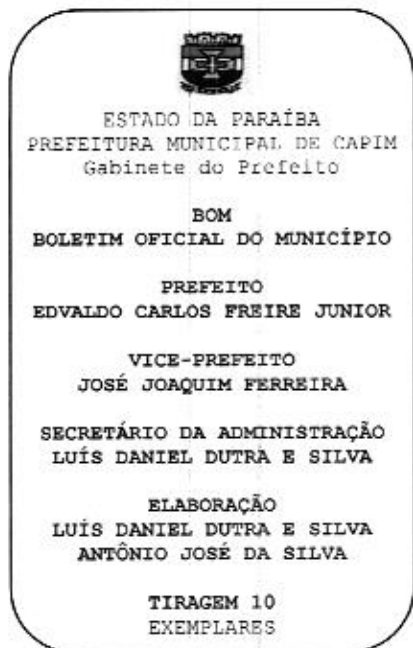 ESTADO DA PARAÍBA
PREFEITURA MUNICIPAL DE CAPIM
Gabinete do Prefeito
BOM
BOLETIM OFICIAL DO MUNICÍPIO
PREFEITO
EDVALDO CARLOS FREIRE JUNIOR
VICE-PREFEITO
JOSÉ JOAQUIM FERREIRA
SECRETÁRIO DA ADMINISTRAÇÃO
LUÍS DANIEL DUTRA E SILVA
ELABORAÇÃO
LUÍS DANIEL DUTRA E SILVA
ANTÔNIO JOSÉ DA SILVA
TIRAGEM 10
EXEMPLARES